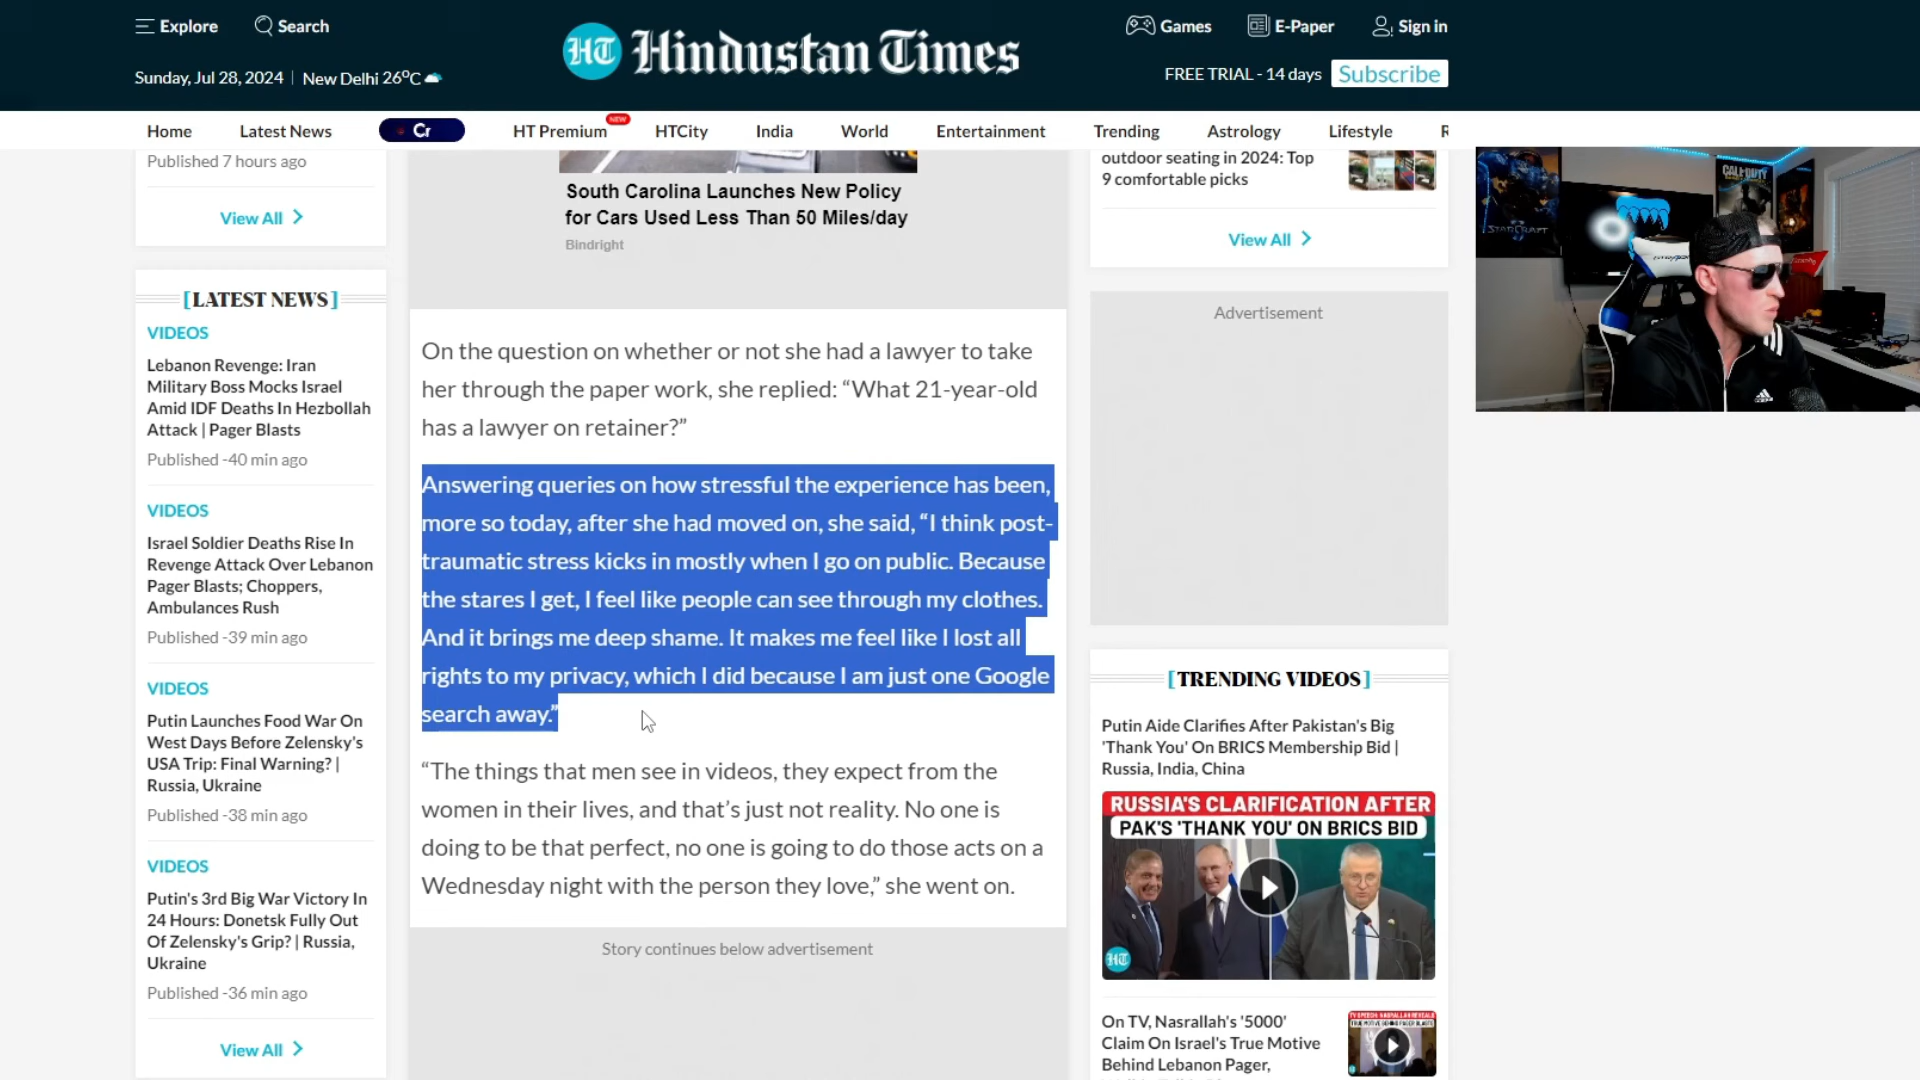 Explore
Search
Sunday, Jul 28, 2024
New Delhi 26°C
HT Hindustan Times
Games
E-Paper
Sign in
FREE TRIAL - 14 days
Subscribe
Home
Latest News
Cr
HT Premium
NEW
HTCity
India
World
Entertainment
Trending
Astrology
Lifestyle
Published 7 hours ago
View All
[LATEST NEWS]
VIDEOS
Lebanon Revenge: Iran
Military Boss Mocks Israel
Amid IDF Deaths In Hezbollah
Attack | Pager Blasts
Published -40 min ago
VIDEOS
Israel Soldier Deaths Rise In
Revenge Attack Over Lebanon
Pager Blasts; Choppers,
Ambulances Rush
Published -39 min ago
VIDEOS
Putin Launches Food War On
West Days Before Zelensky's
USA Trip: Final Warning? |
Russia, Ukraine
Published -38 min ago
VIDEOS
Putin's 3rd Big War Victory In
24 Hours: Donetsk Fully Out
Of Zelensky's Grip? | Russia,
Ukraine
Published -36 min ago
View All
South Carolina Launches New Policy
for Cars Used Less Than 50 Miles/day
Bindright
On the question on whether or not she had a lawyer to take
her through the paper work, she replied: “What 21-year-old
has a lawyer on retainer?”
Answering queries on how stressful the experience has been,
more so today, after she had moved on, she said, “I think post-
traumatic stress kicks in mostly when I go on public. Because
the stares I get, I feel like people can see through my clothes.
And it brings me deep shame. It makes me feel like I lost all
rights to my privacy, which I did because I am just one Google
search away.”
“The things that men see in videos, they expect from the
women in their lives, and that’s just not reality. No one is
doing to be that perfect, no one is going to do those acts on a
Wednesday night with the person they love,” she went on.
Story continues below advertisement
outdoor seating in 2024: Top
9 comfortable picks
View All
Advertisement
[TRENDING VIDEOS]
Putin Aide Clarifies After Pakistan's Big
'Thank You' On BRICS Membership Bid |
Russia, India, China
RUSSIA'S CLARIFICATION AFTER
PAK'S 'THANK YOU' ON BRICS BID
HT
On TV, Nasrallah's '5000'
Claim On Israel's True Motive
Behind Lebanon Pager,
STARCRAFT
CALL OF DUTY